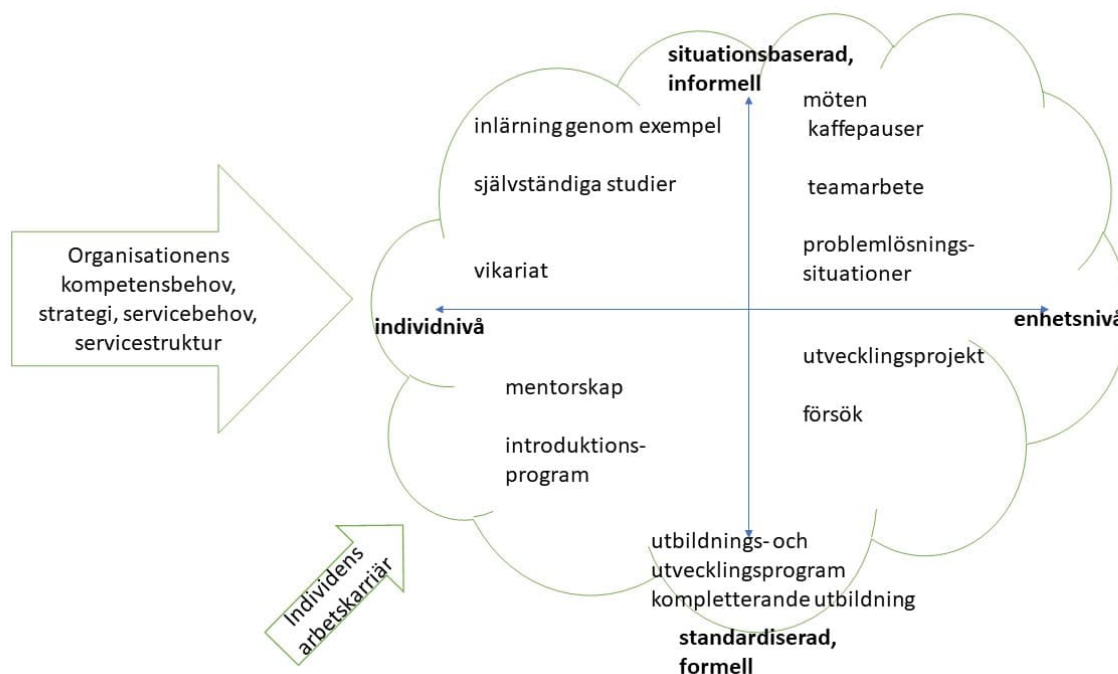 situationsbaserad,
informell
möten
kaffepauser
inlärning genom exempel
självständiga studier
teamarbete
vikariat
problemlösnings-
situationer
Organisationens
kompetensbehov,
strategi, servicebehov,
servicestruktur
individnivå
enhetsnivå
utvecklingsprojekt
försök
mentorskap
introduktions-
program
Individens
arbetskarriär
utbildnings- och
utvecklingsprogram
kompletterande utbildning
standardiserad,
formell